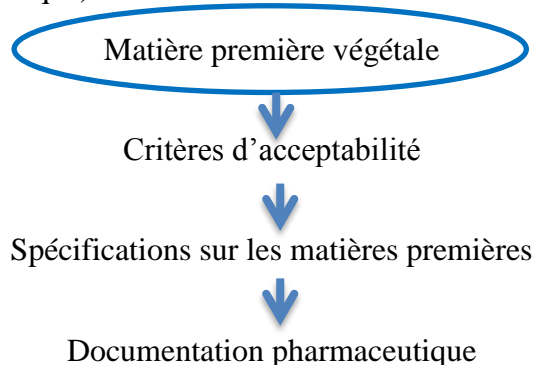 Matière première végétale
Critères d'acceptabilité
Spécifications sur les matières premières
Documentation pharmaceutique